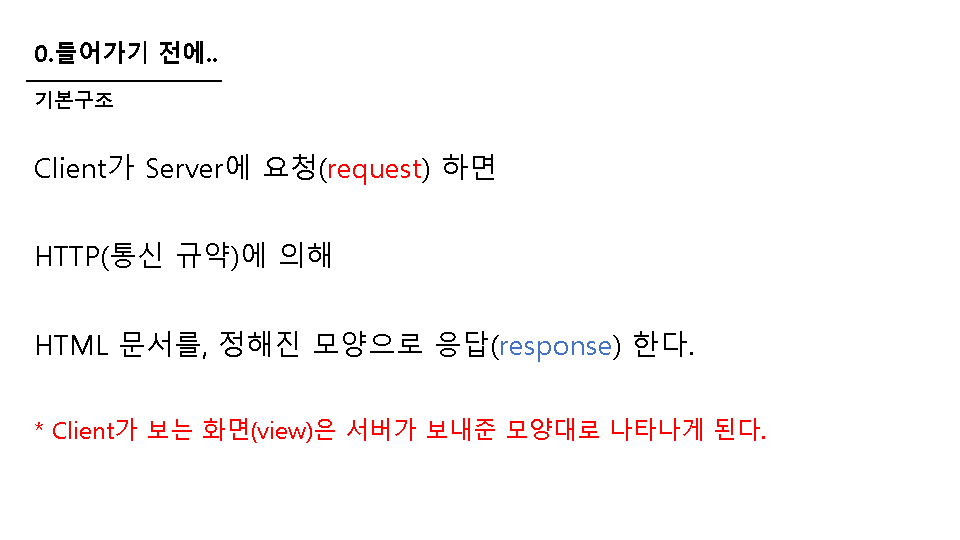 0.들어가기 전에..
기본구조
Client가 Server에 요청(request) 하면
HTTP(통신 규약)에 의해
HTML 문서를, 정해진 모양으로 응답(response) 한다.
* Client가 보는 화면(view)은 서버가 보내준 모양대로 나타나게 된다.